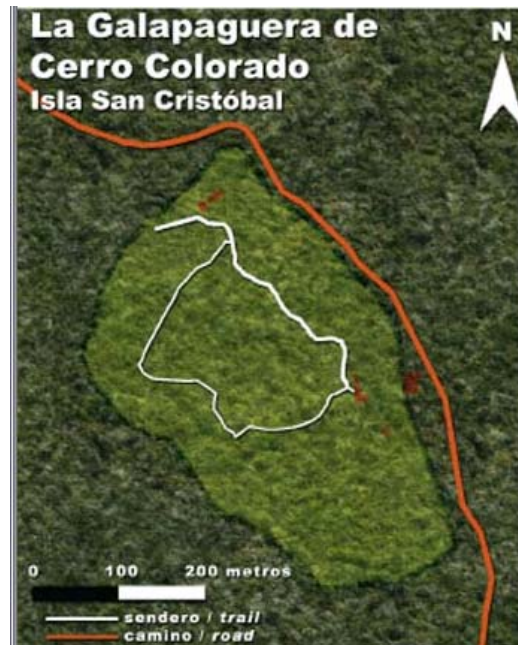 La Galapaguera de
Cerro Colorado
Isla San Cristóbal
N
0 100 200 metros
sendero / trail
camino / road